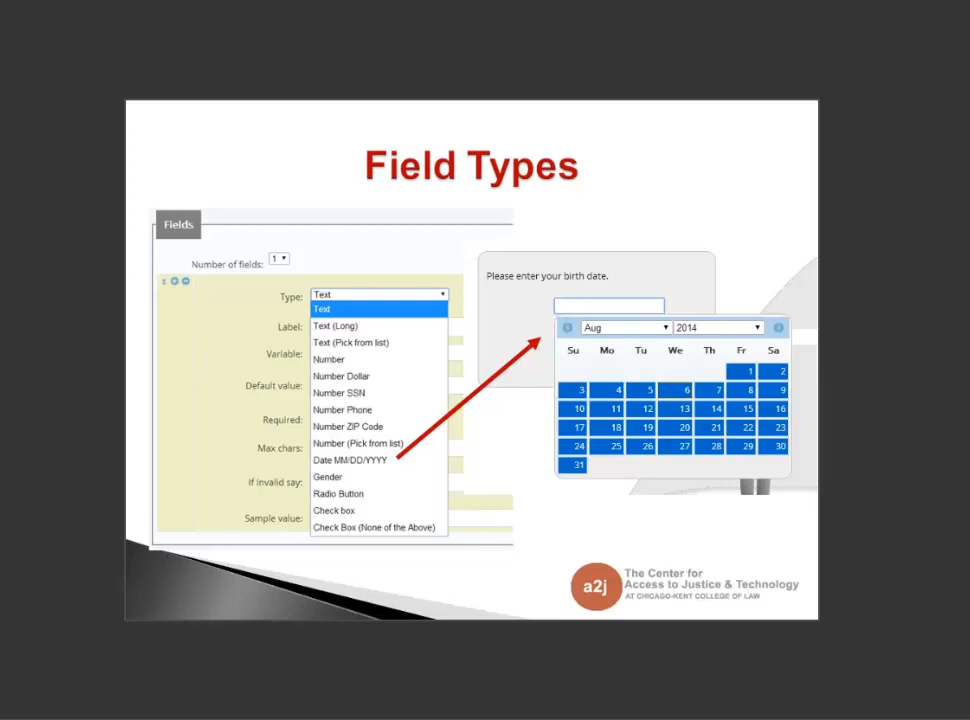 Field Types
Fields
Number of fields: 1
Type: Text
Text
Text (Long)
Text (Pick from list)
Number
Number Dollar
Number SSN
Number Phone
Number ZIP Code
Number (Pick from list)
Date MM/DD/YYYY
Gender
Radio Button
Check box
Check Box (None of the Above)
Label:
Variable:
Default value:
Required:
Max chars:
If invalid say:
Sample value:
Please enter your birth date.
Aug 2014
Su Mo Tu We Th Fr Sa
1 2
3 4 5 6 7 8 9
10 11 12 13 14 15 16
17 18 19 20 21 22 23
24 25 26 27 28 29 30
31
a2j
The Center for
Access to Justice & Technology
AT CHICAGO-KENT COLLEGE OF LAW